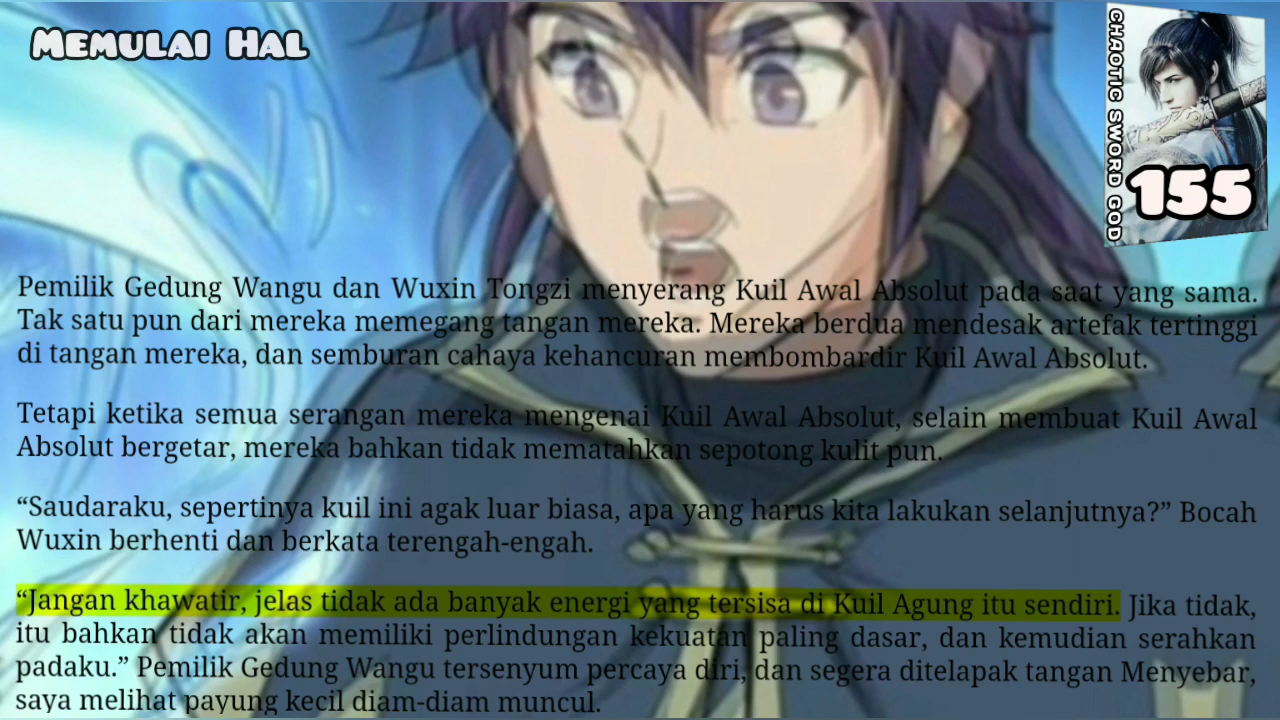 Memulai Hal
CHAOTIC SWORD GOD
155
Pemilik Gedung Wangu dan Wuxin Tongzi menyerang Kuil Awal Absolut pada saat yang sama.
Tak satu pun dari mereka memegang tangan mereka. Mereka berdua mendesak artefak tertinggi
di tangan mereka, dan semburan cahaya kehancuran membombardir Kuil Awal Absolut.
Tetapi ketika semua serangan mereka mengenai Kuil Awal Absolut, selain membuat Kuil Awal
Absolut bergetar, mereka bahkan tidak mematahkan sepotong kulit pun.
“Saudaraku, sepertinya kuil ini agak luar biasa, apa yang harus kita lakukan selanjutnya?” Bocah
Wuxin berhenti dan berkata terengah-engah.
“Jangan khawatir, jelas tidak ada banyak energi yang tersisa di Kuil Agung itu sendiri. Jika tidak,
itu bahkan tidak akan memiliki perlindungan kekuatan paling dasar, dan kemudian serahkan
padaku.” Pemilik Gedung Wangu tersenyum percaya diri, dan segera ditelapak tangan Menyebar,
saya melihat payung kecil diam-diam muncul.